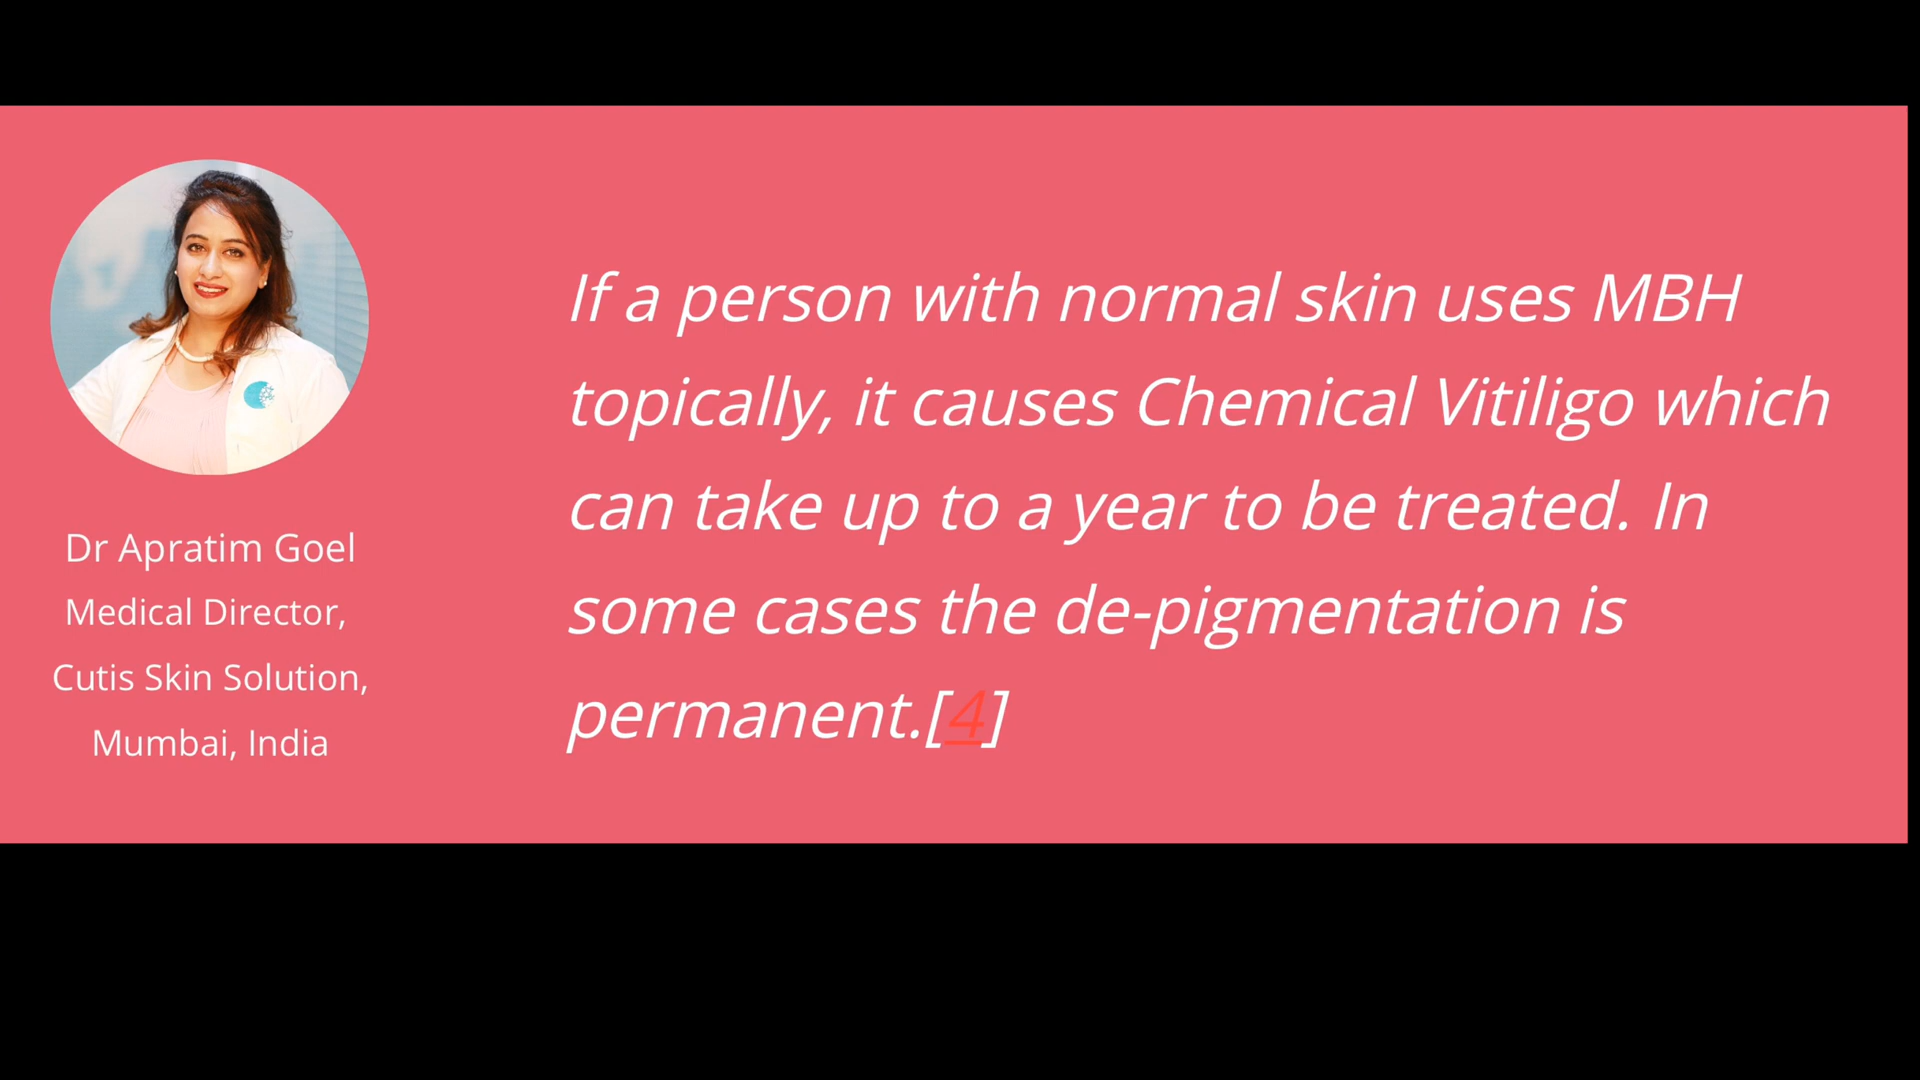 Dr Apratim Goel
Medical Director,
Cutis Skin Solution,
Mumbai, India
If a person with normal skin uses MBH
topically, it causes Chemical Vitiligo which
can take up to a year to be treated. In
some cases the de-pigmentation is
permanent.[4]